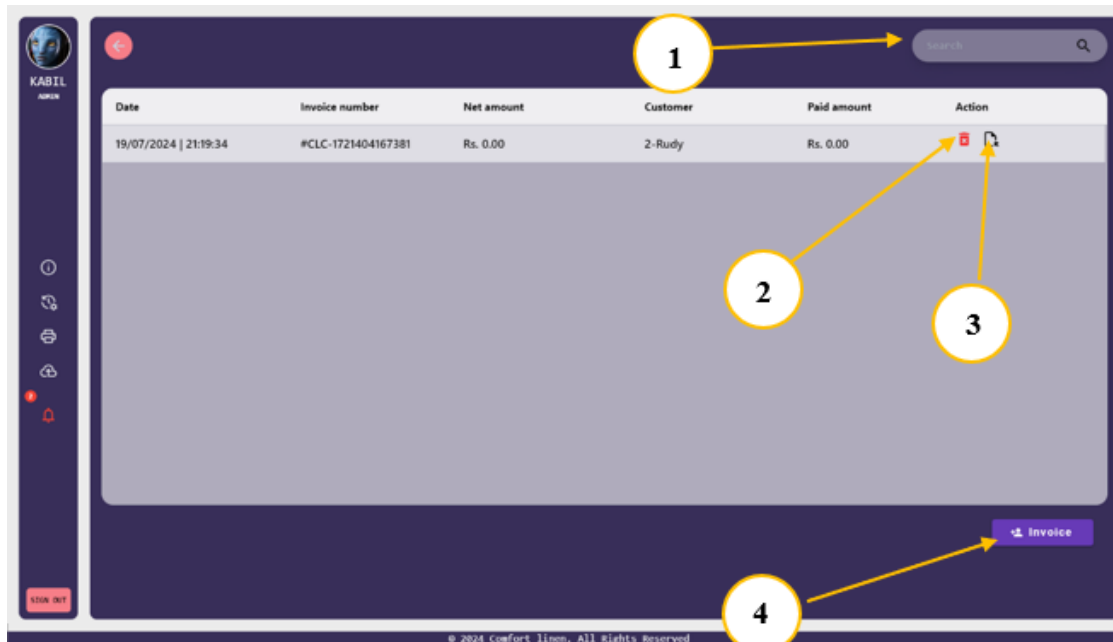 KABIL
ADMIN
1
Search
Date Invoice number Net amount Customer Paid amount Action
19/07/2024 | 21:19:34 #CLC-1721404167381 Rs. 0.00 2-Rudy Rs. 0.00
2
3
Invoice
4
SIGN OUT
© 2024 Comfort linen. All Rights Reserved